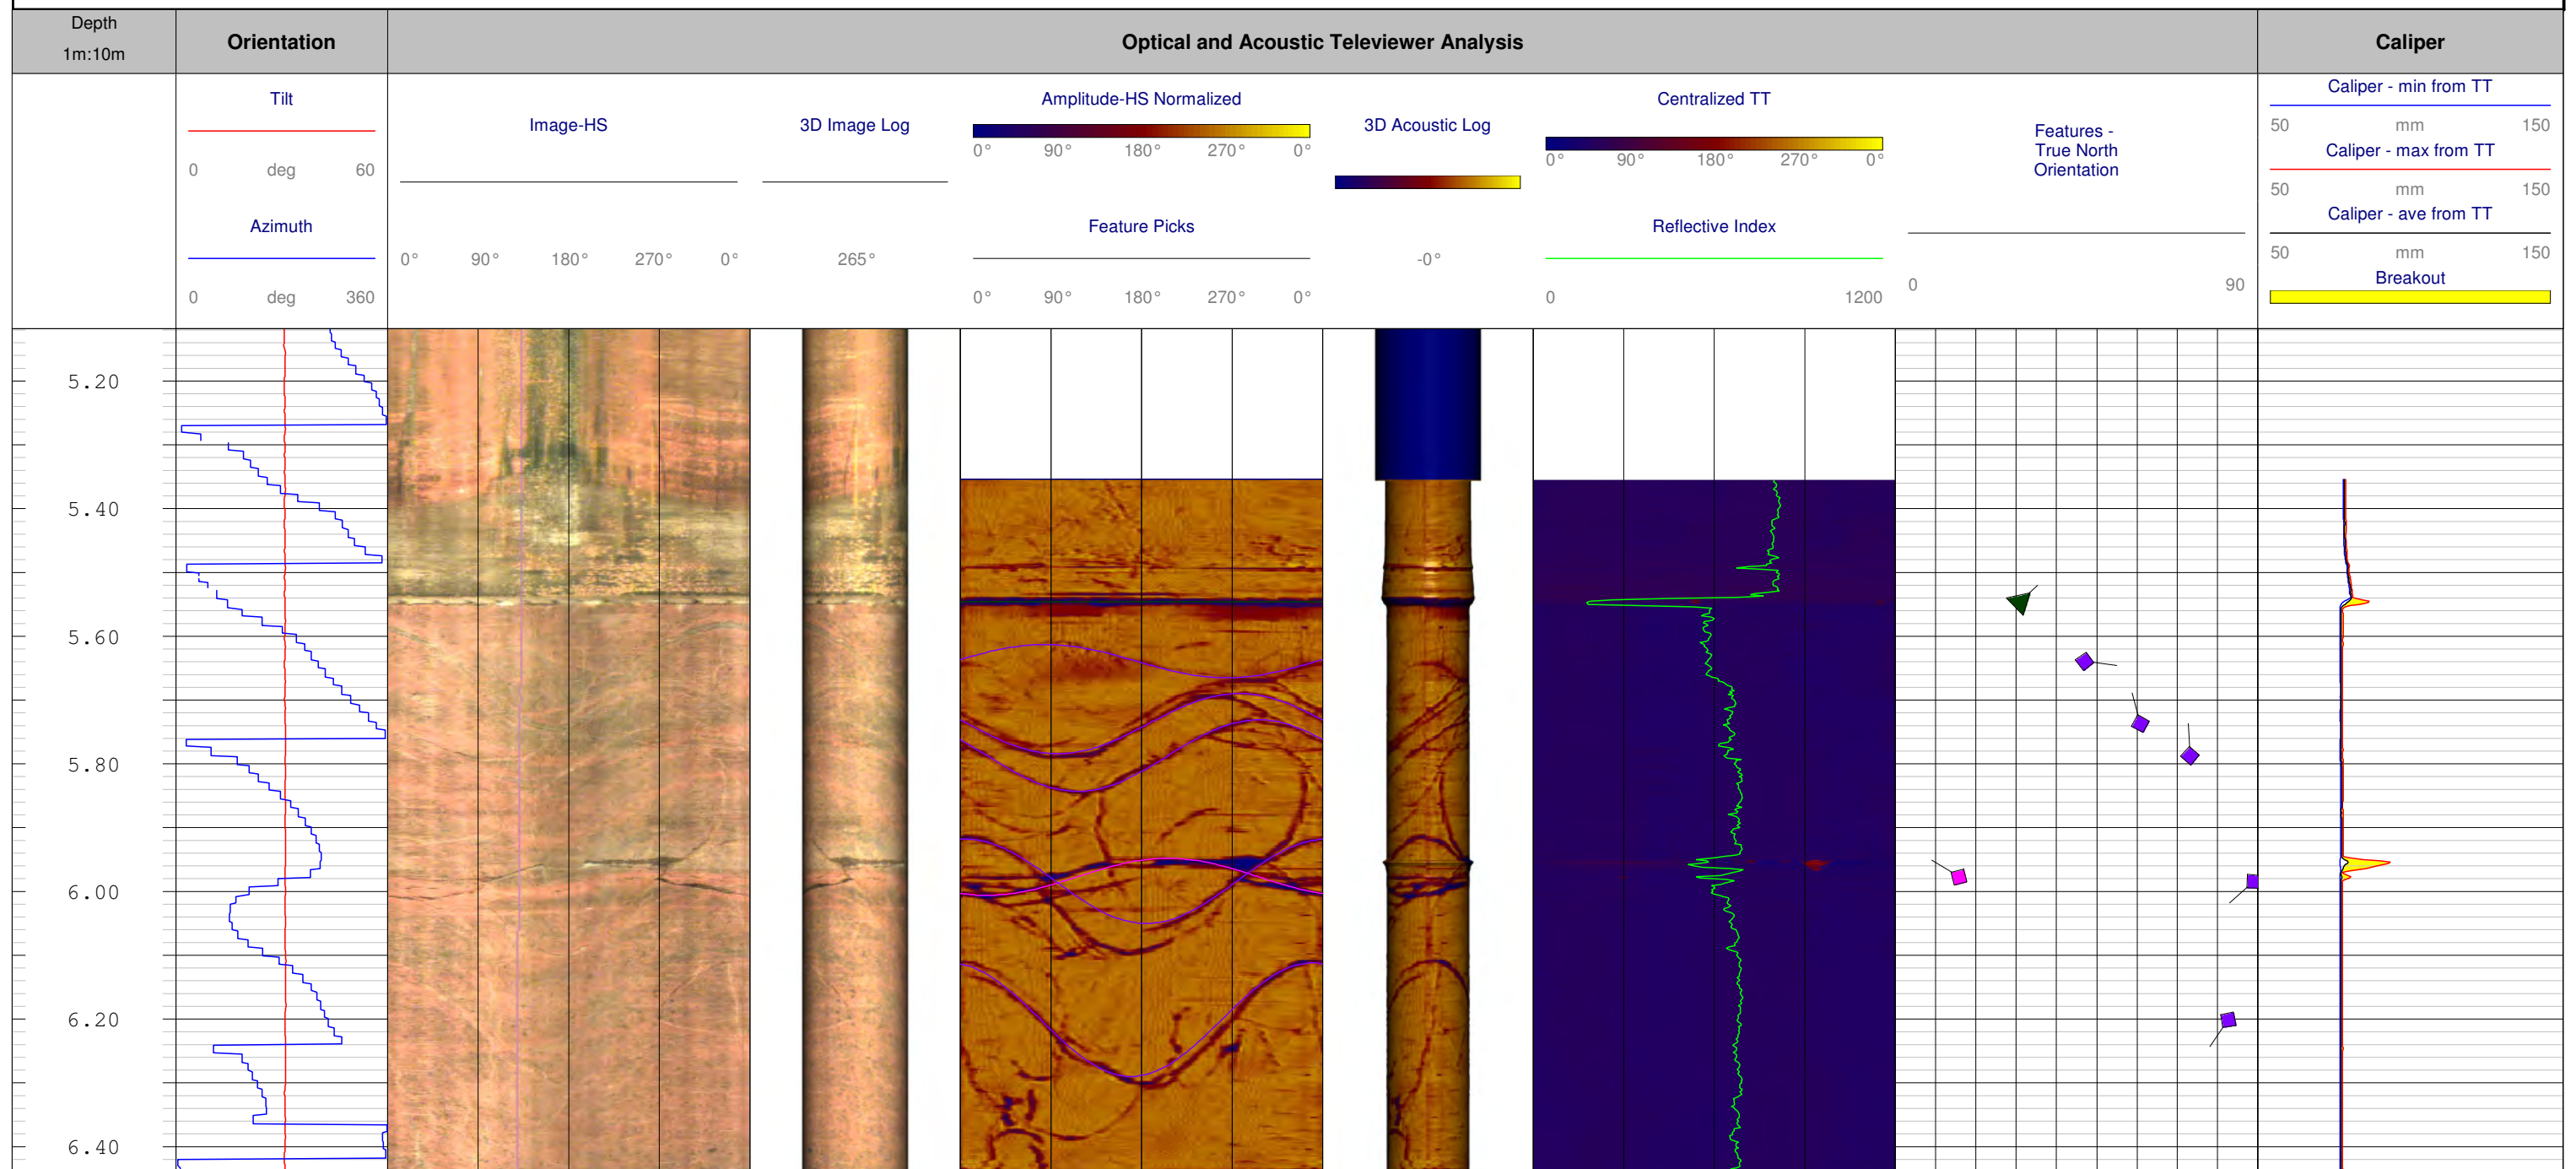 Depth
1m:10m
Orientation
Optical and Acoustic Televiewer Analysis
Caliper
Tilt
0 deg 60
Azimuth
0 deg 360
Image-HS
0° 90° 180° 270° 0°
3D Image Log
265°
Amplitude-HS Normalized
0° 90° 180° 270° 0°
Feature Picks
0° 90° 180° 270° 0°
3D Acoustic Log
-0°
Centralized TT
0° 90° 180° 270° 0°
Reflective Index
0 1200
Features -
True North
Orientation
0 90
Caliper - min from TT
50 mm 150
Caliper - max from TT
50 mm 150
Caliper - ave from TT
50 mm 150
Breakout
5.20
5.40
5.60
5.80
6.00
6.20
6.40